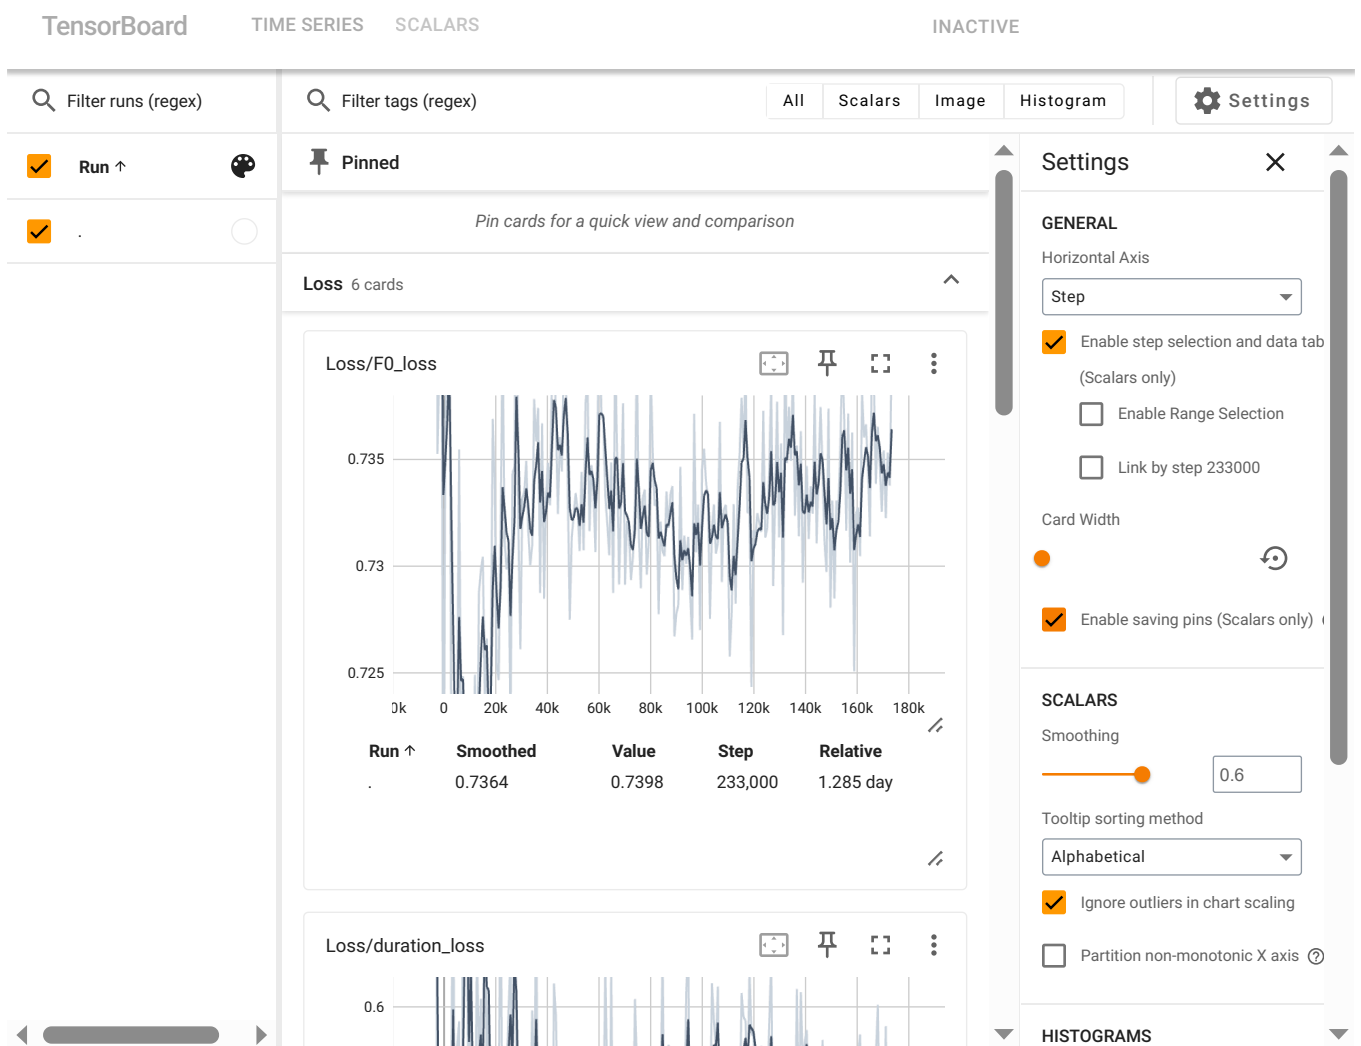 TensorBoard TIME SERIES SCALARS INACTIVE
Filter runs (regex)
Filter tags (regex)
All Scalars Image Histogram
Settings
Run
.
Pinned
Pin cards for a quick view and comparison
Loss 6 cards
Loss/F0_loss
0.735
0.73
0.725
0k 0 20k 40k 60k 80k 100k 120k 140k 160k 180k
Run Smoothed Value Step Relative
. 0.7364 0.7398 233,000 1.285 day
Loss/duration_loss
0.6
Settings
GENERAL
Horizontal Axis
Step
Enable step selection and data tab
(Scalars only)
Enable Range Selection
Link by step 233000
Card Width
Enable saving pins (Scalars only)
SCALARS
Smoothing
0.6
Tooltip sorting method
Alphabetical
Ignore outliers in chart scaling
Partition non-monotonic X axis
HISTOGRAMS